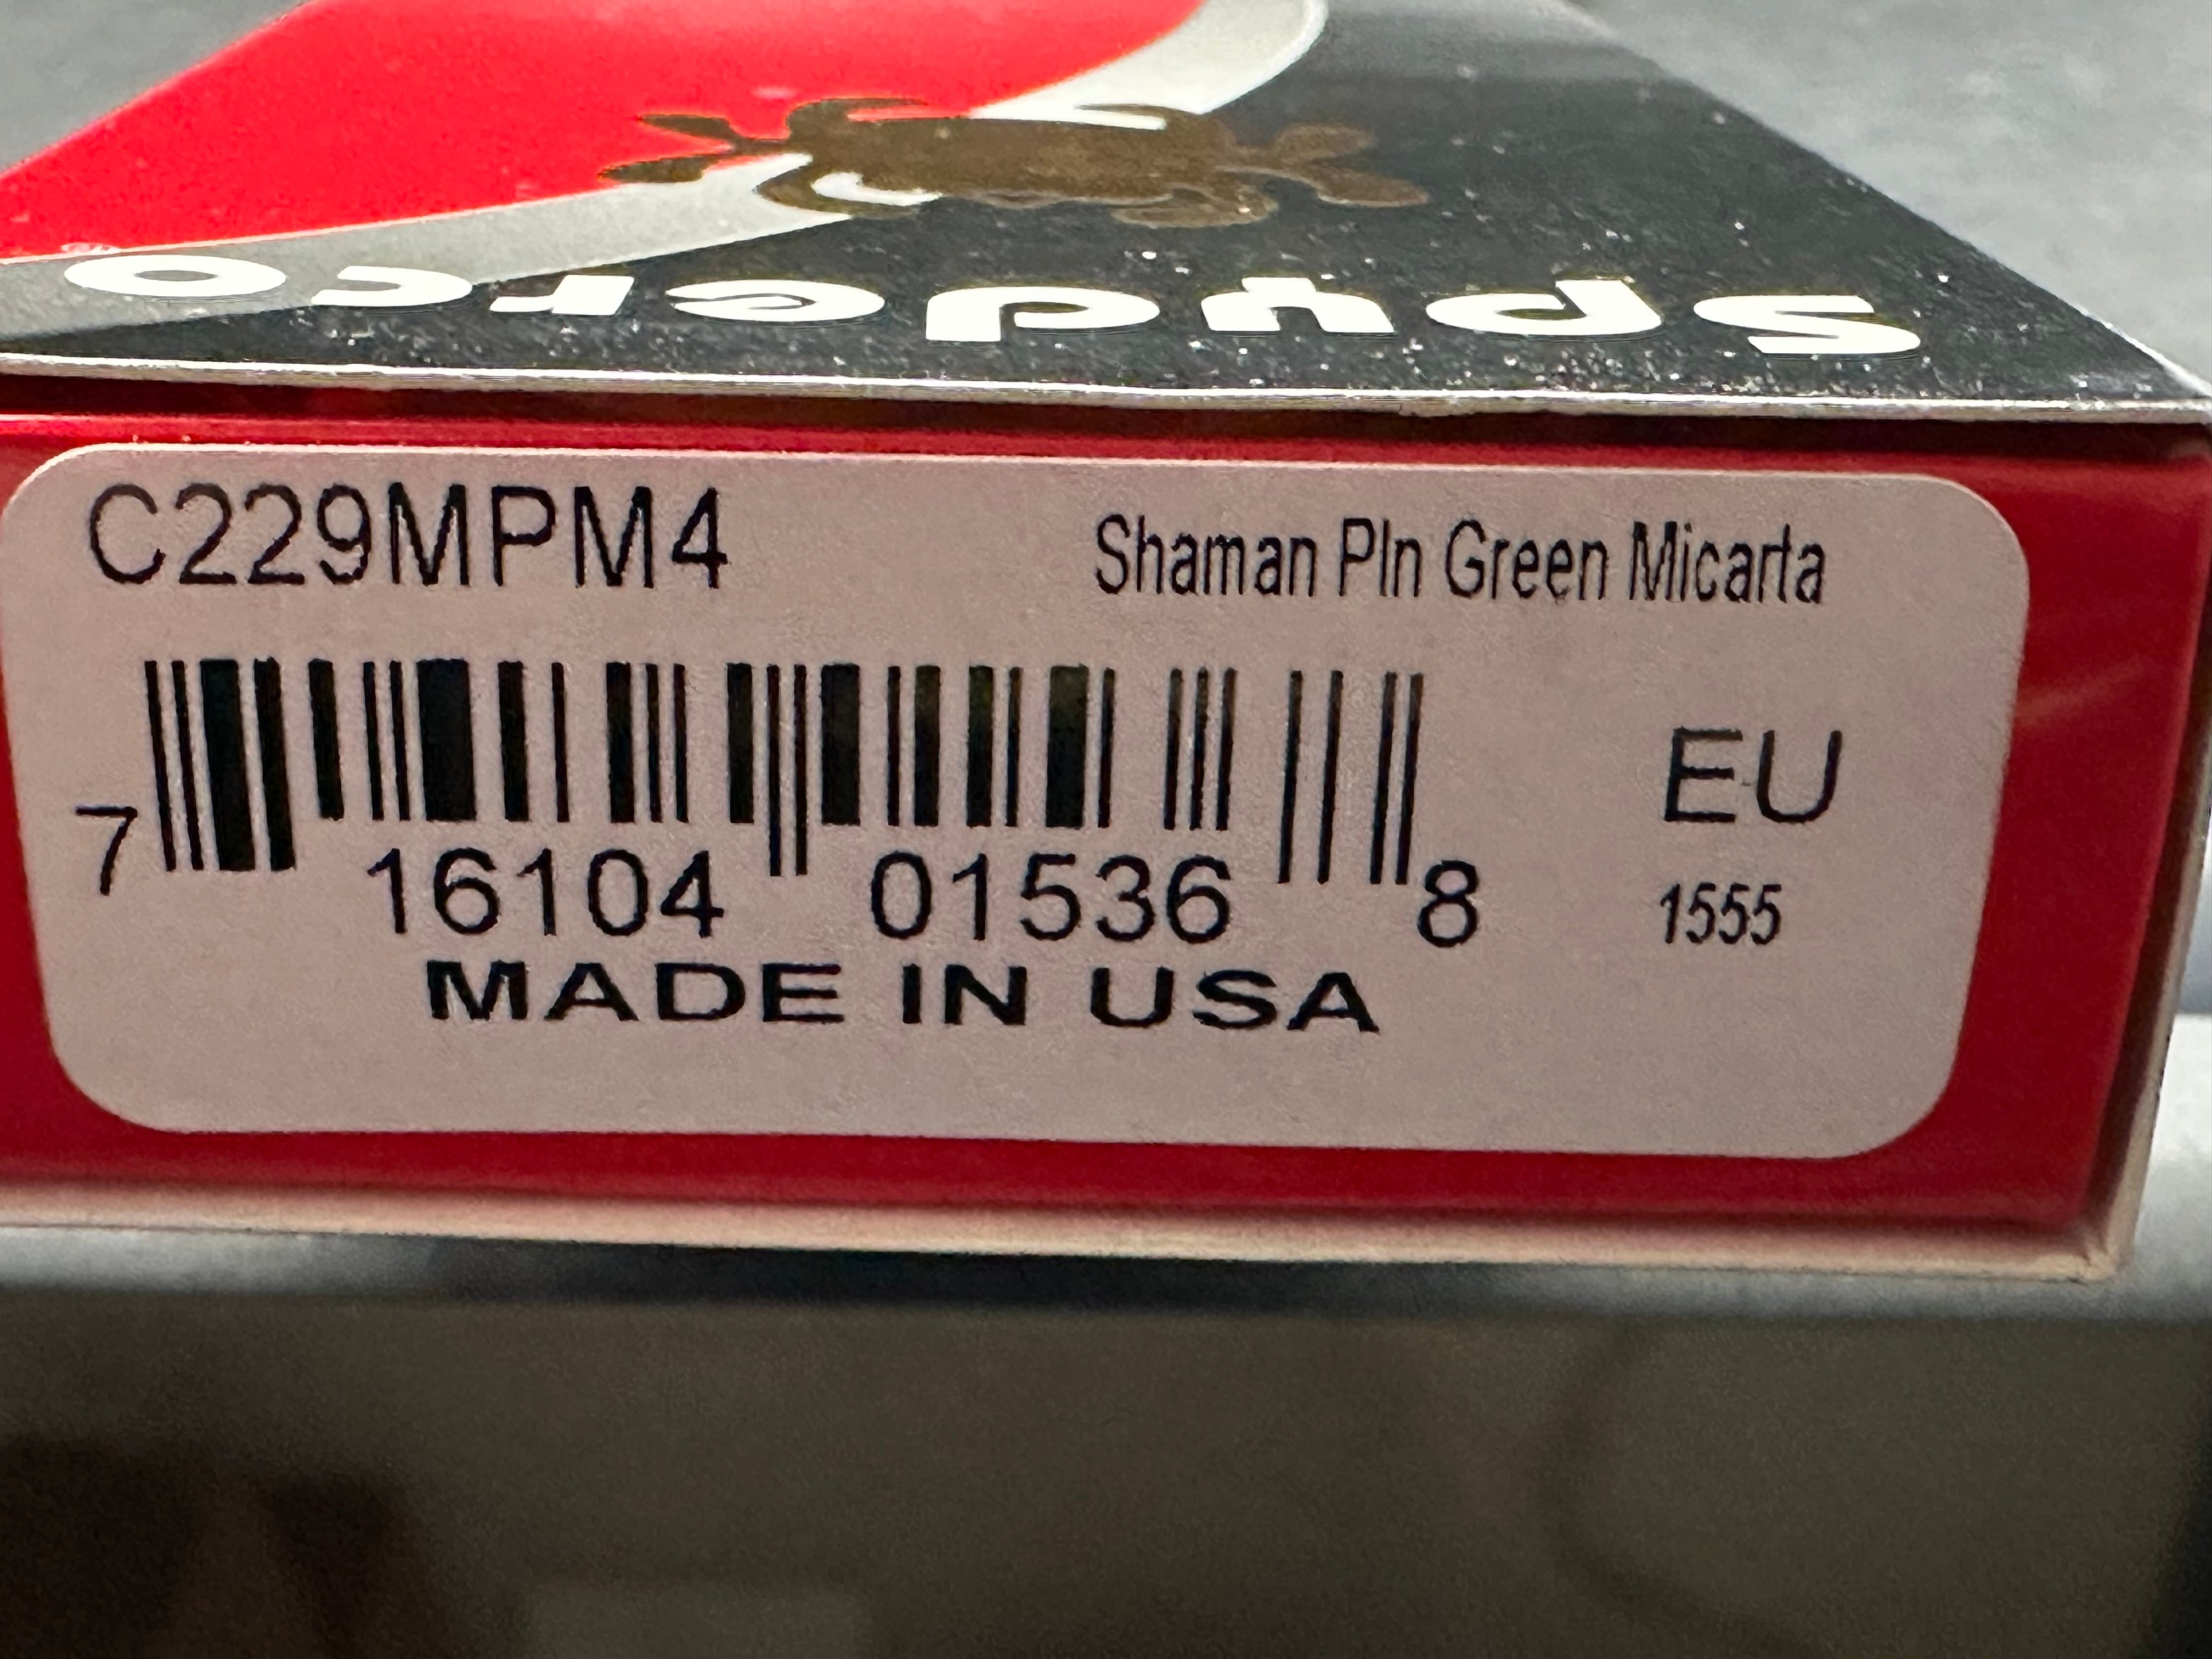 Spyderco
C229MPM4 Shaman Pln Green Micarta
7 16104 01536 8
EU
1555
MADE IN USA